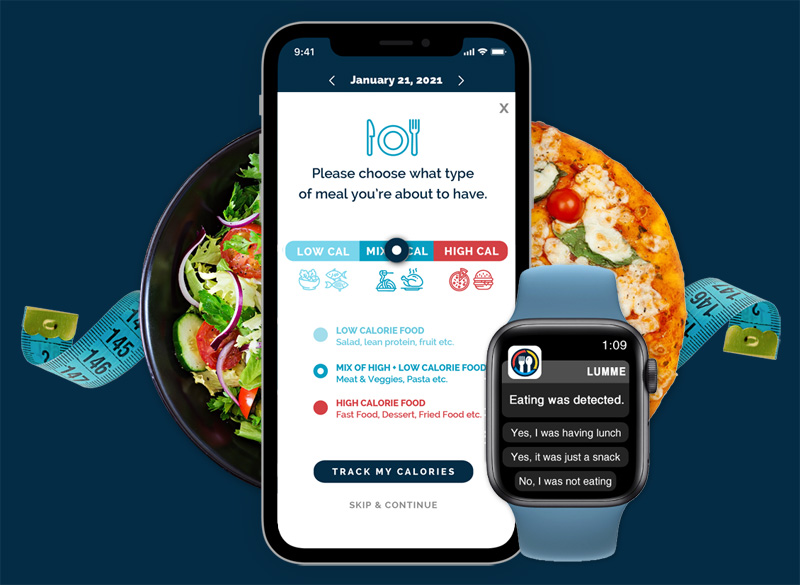 9:41
January 21, 2021
X
Please choose what type
of meal you're about to have.
LOW CAL
CAL
HIGH CAL
LOW CALORIE FOOD
Salad, lean protein, fruit etc.
MIX OF HIGH + LOW CALORIE FOOD
Meat & Veggies, Pasta etc.
HIGH CALORIE FOOD
Fast Food, Dessert, Fried Food etc.
TRACK MY CALORIES
SKIP & CONTINUE
1:09
LUMME
Eating was detected.
Yes, I was having lunch
Yes, it was just a snack
No, I was not eating
145
146
147
146